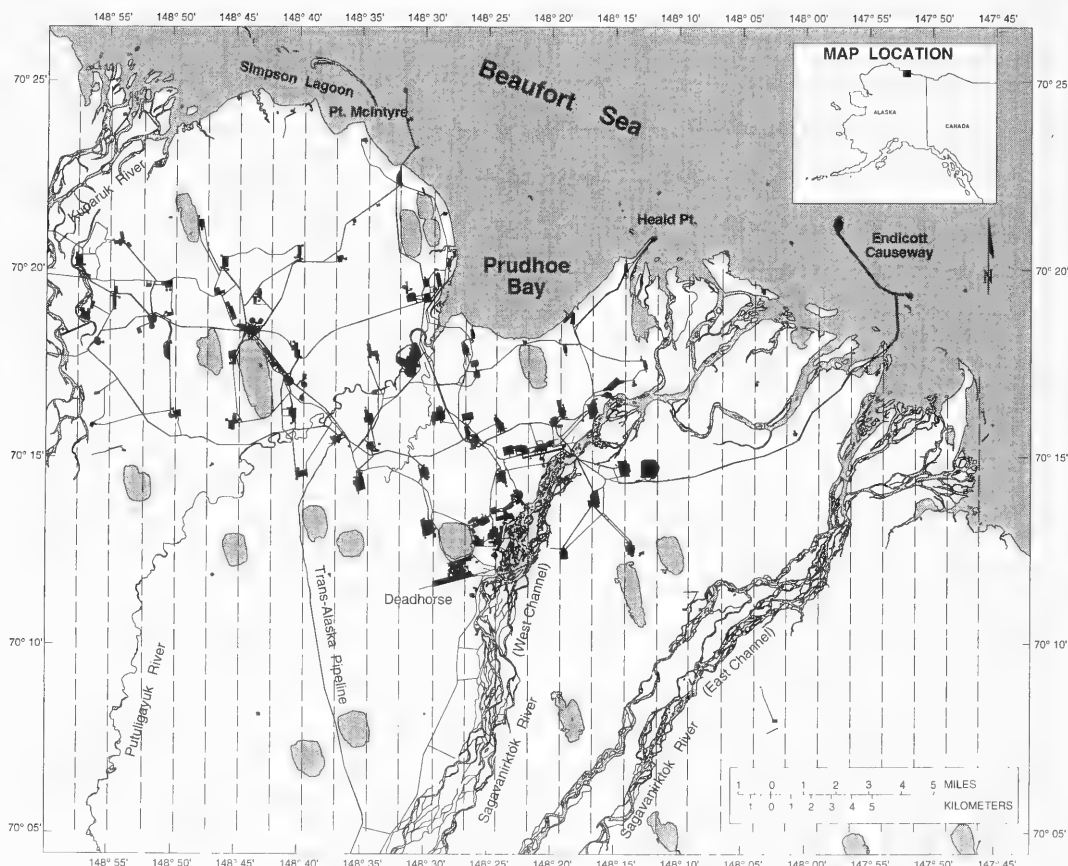 148° 55' 148° 50' 148° 45' 148° 40' 148° 35' 148° 30' 148° 25' 148° 20' 148° 15' 148° 10' 148° 05' 148° 00' 147° 55' 147° 50' 147° 45'
MAP LOCATION
ALASKA
CANADA
Beaufort Sea
Simpson Lagoon
Pt. McIntyre
70° 25'
70° 25'
Kuparuk River
Heald Pt.
Endicott
Causeway
N
Prudhoe
Bay
70° 20'
70° 20'
70° 15'
70° 15'
Deadhorse
Trans-Alaska Pipeline
(West Channel)
Sagavanirktok River
(East Channel)
Sagavanirktok River
Putuligayuk River
70° 10'
70° 10'
1 0 1 2 3 4 5 MILES
1 0 1 2 3 4 5 KILOMETERS
70° 05'
70° 05'
148° 55' 148° 50' 148° 45' 148° 40' 148° 35' 148° 30' 148° 25' 148° 20' 148° 15' 148° 10' 148° 05' 148° 00' 147° 55' 147° 50' 147° 45'